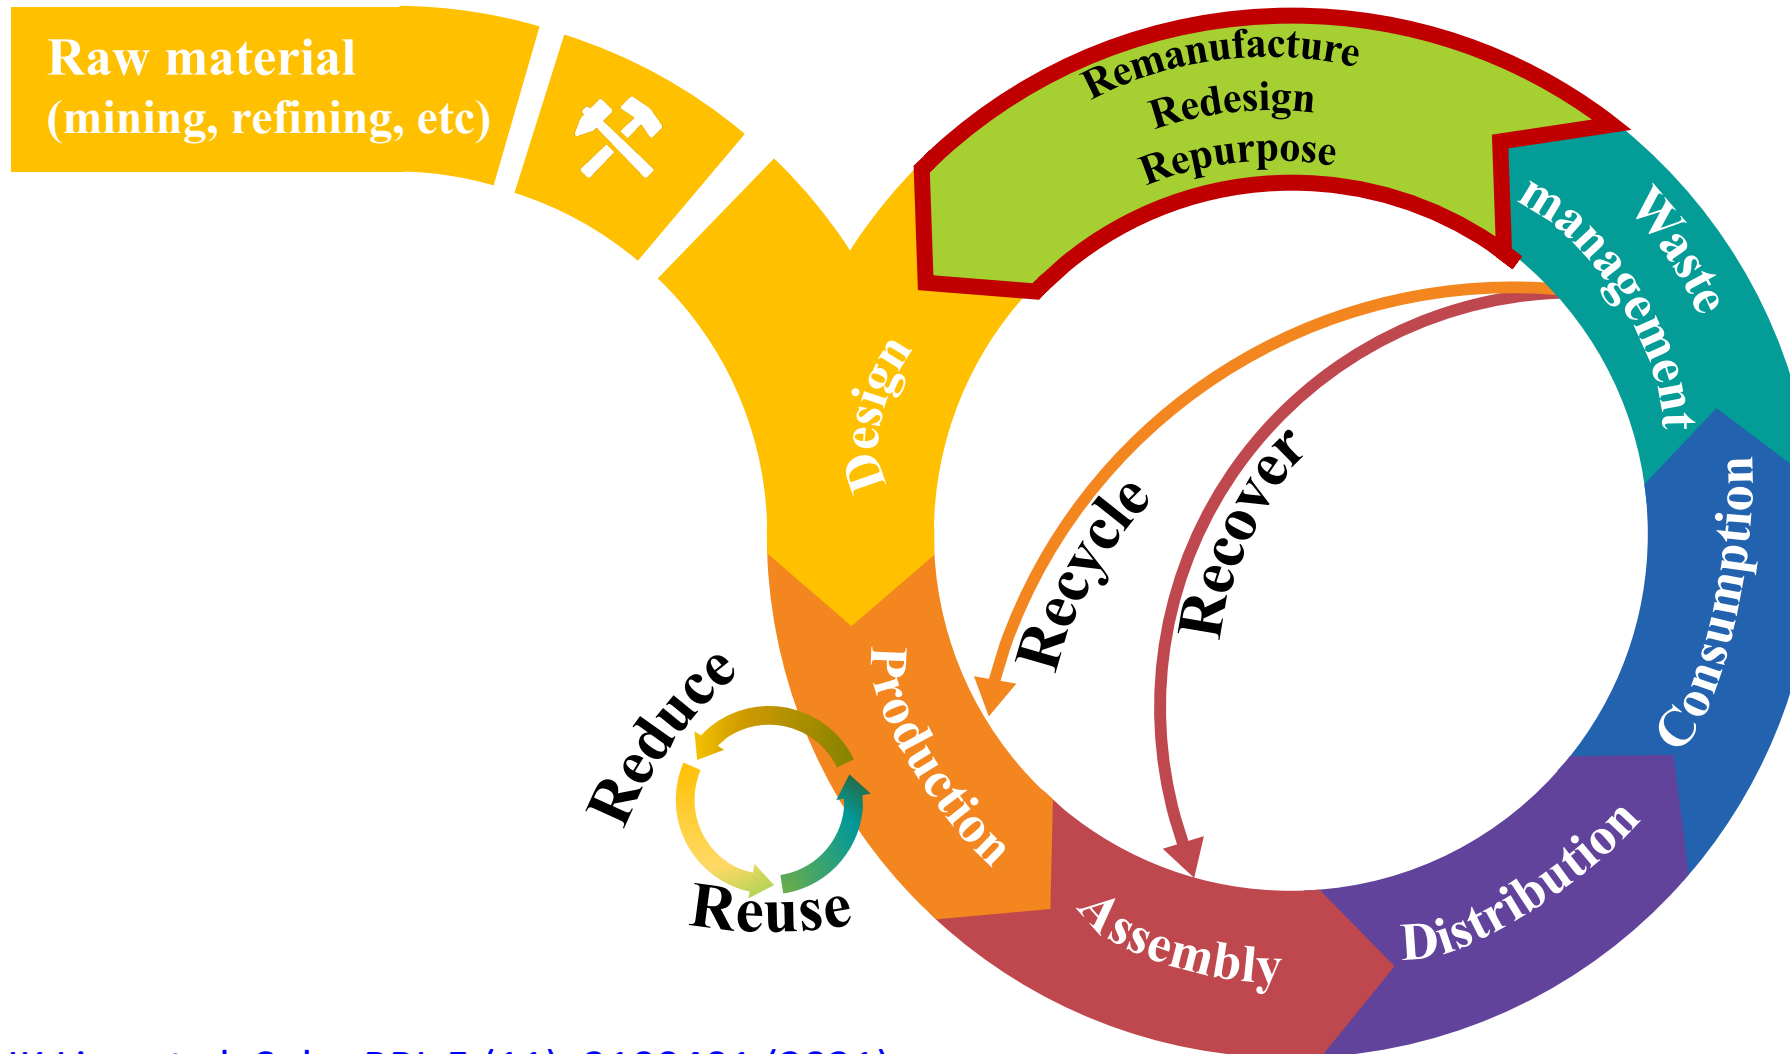 Raw material
(mining, refining, etc)
Remanufacture
Redesign
Repurpose
Waste
management
Design
Recycle
Recover
Consumption
Production
Reduce
Reuse
Assembly
Distribution